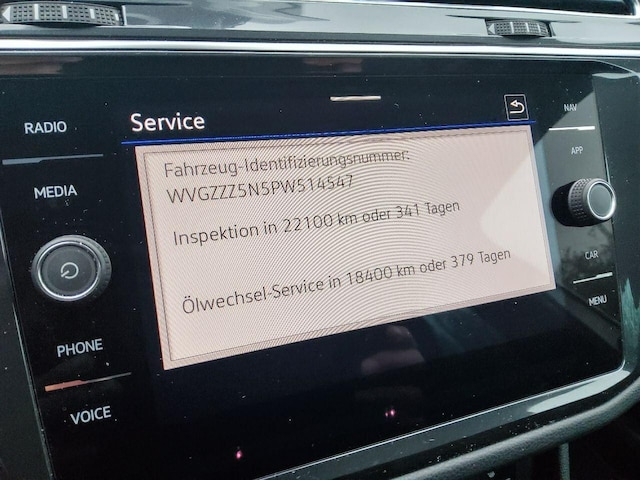 RADIO
MEDIA
PHONE
VOICE
Service
Fahrzeug-Identifizierungsnummer:
WVGZZZ5N5PW514547
Inspektion in 22100 km oder 341 Tagen
Ölwechsel-Service in 18400 km oder 379 Tagen
NAV
APP
CAR
MENU